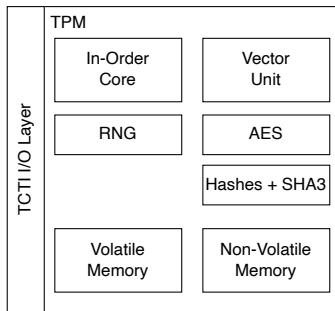 TPM
TCTI I/O Layer
In-Order
Core
Vector
Unit
RNG
AES
Hashes + SHA3
Volatile
Memory
Non-Volatile
Memory